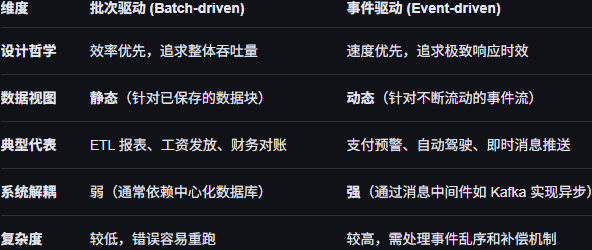 维度 批次驱动 (Batch-driven) 事件驱动 (Event-driven)
设计哲学 效率优先，追求整体吞吐量 速度优先，追求极致响应时效
数据视图 静态（针对已保存的数据块） 动态（针对不断流动的事件流）
典型代表 ETL 报表、工资发放、财务对账 支付预警、自动驾驶、即时消息推送
系统解耦 弱（通常依赖中心化数据库） 强（通过消息中间件如 Kafka 实现异步）
复杂度 较低，错误容易重跑 较高，需处理事件乱序和补偿机制